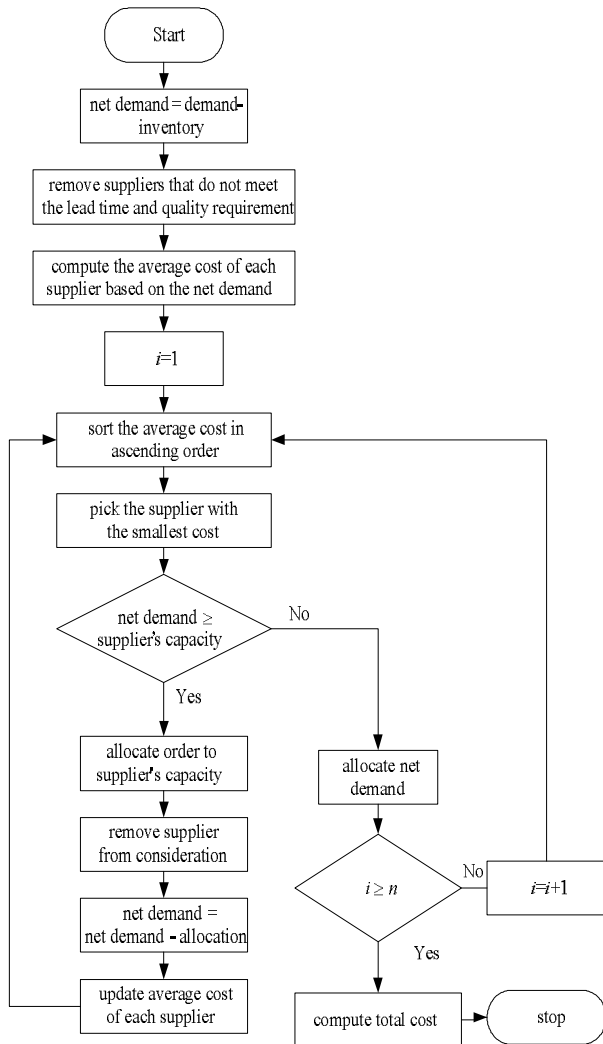 Start
net demand = demand-
inventory
remove suppliers that do not meet
the lead time and quality requirement
compute the average cost of each
supplier based on the net demand
i=1
sort the average cost in
ascending order
pick the supplier with
the smallest cost
net demand ≥
supplier's capacity
No
Yes
allocate order to
supplier's capacity
remove supplier
from consideration
net demand =
net demand - allocation
update average cost
of each supplier
allocate net
demand
i ≥ n
No
i=i+1
Yes
compute total cost
stop